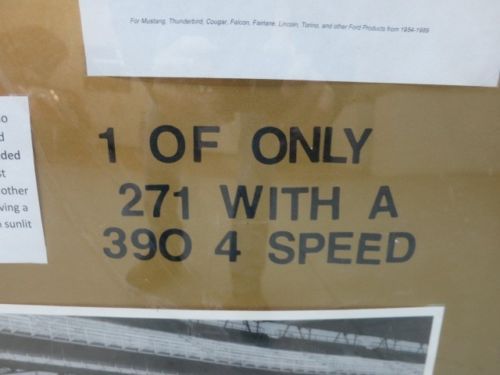 For Mustang, Thunderbird, Cougar, Falcon, Fairlane, Lincoln, Torino, and other Ford Products from 1954-1989
ded
other
ving a
sunlit
1 OF ONLY
271 WITH A
390 4 SPEED